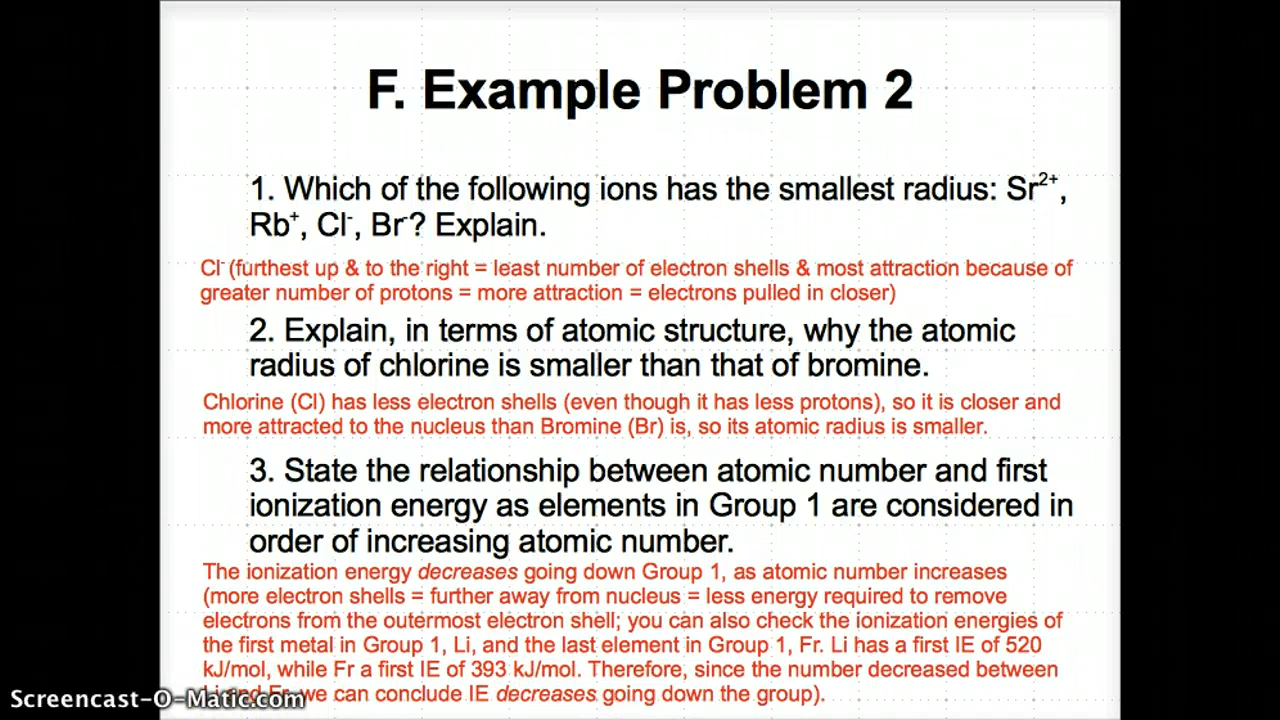 F. Example Problem 2
1. Which of the following ions has the smallest radius: Sr²⁺,
Rb⁺, Cl⁻, Br⁻? Explain.
Cl⁻ (furthest up & to the right = least number of electron shells & most attraction because of
greater number of protons = more attraction = electrons pulled in closer)
2. Explain, in terms of atomic structure, why the atomic
radius of chlorine is smaller than that of bromine.
Chlorine (Cl) has less electron shells (even though it has less protons), so it is closer and
more attracted to the nucleus than Bromine (Br) is, so its atomic radius is smaller.
3. State the relationship between atomic number and first
ionization energy as elements in Group 1 are considered in
order of increasing atomic number.
The ionization energy decreases going down Group 1, as atomic number increases
(more electron shells = further away from nucleus = less energy required to remove
electrons from the outermost electron shell; you can also check the ionization energies of
the first metal in Group 1, Li, and the last element in Group 1, Fr. Li has a first IE of 520
kJ/mol, while Fr a first IE of 393 kJ/mol. Therefore, since the number decreased between
we can conclude IE decreases going down the group).
Screencast-O-Matic.com